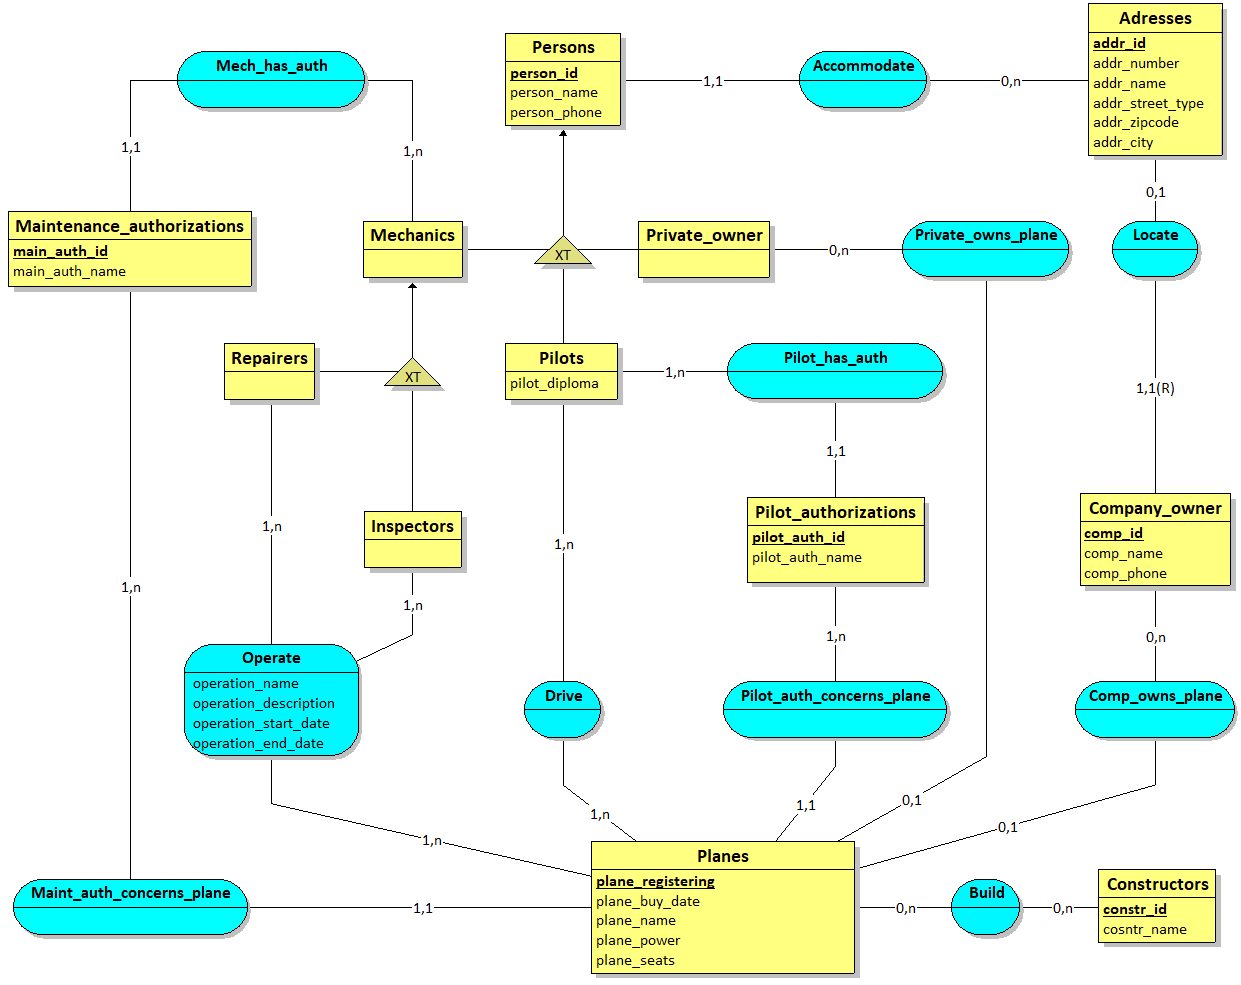 Adresses
addr_id
addr_number
addr_name
addr_street_type
addr_zipcode
addr_city
Persons
person_id
person_name
person_phone
Mech_has_auth
Accommodate
1,1
0,n
1,1
1,n
0,1
Maintenance_authorizations
main_auth_id
main_auth_name
Mechanics
XT
Private_owner
0,n
Private_owns_plane
Locate
Repairers
XT
Pilots
pilot_diploma
1,n
Pilot_has_auth
1,1(R)
1,1
Inspectors
Pilot_authorizations
pilot_auth_id
pilot_auth_name
Company_owner
comp_id
comp_name
comp_phone
1,n
1,n
1,n
1,n
1,n
0,n
Operate
operation_name
operation_description
operation_start_date
operation_end_date
Drive
Pilot_auth_concerns_plane
Comp_owns_plane
1,n
1,n
1,1
0,1
0,1
Planes
plane_registering
plane_buy_date
plane_name
plane_power
plane_seats
Maint_auth_concerns_plane
1,1
0,n
Build
0,n
Constructors
constr_id
cosntr_name